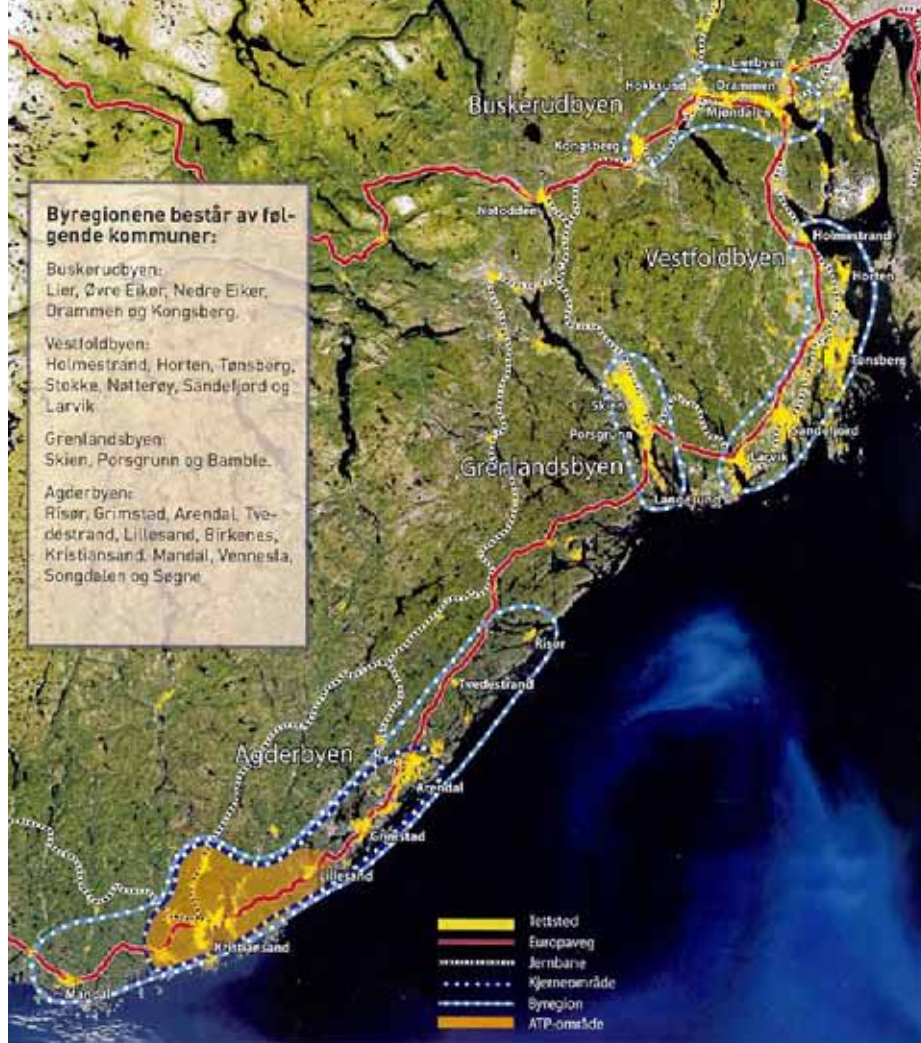 Lierbyen
Hokksund
Drammen
Buskerudbyen
Mjøndalen
Kongsberg
Notodden
Byregionene består av føl-
gende kommuner:
Buskerudbyen:
Lier, Øvre Eiker, Nedre Eiker,
Drammen og Kongsberg.
Vestfoldbyen:
Holmestrand, Horten, Tønsberg,
Stokke, Nøtterøy, Sandefjord og
Larvik
Grenlandsbyen:
Skien, Porsgrunn og Bamble.
Agderbyen:
Risør, Grimstad, Arendal, Tve-
destrand, Lillesand, Birkenes,
Kristiansand, Mandal, Vennesla,
Songdalen og Søgne
Holmestrand
Vestfoldbyen
Horten
Tønsberg
Skien
Sandefjord
Porsgrunn
Larvik
Grenlandsbyen
Langesund
Risør
Tvedestrand
Agderbyen
Arendal
Grimstad
Lillesand
Kristiansand
Mandal
Tettsted
Europaveg
Jernbane
Kjerneområde
Byregion
ATP-område